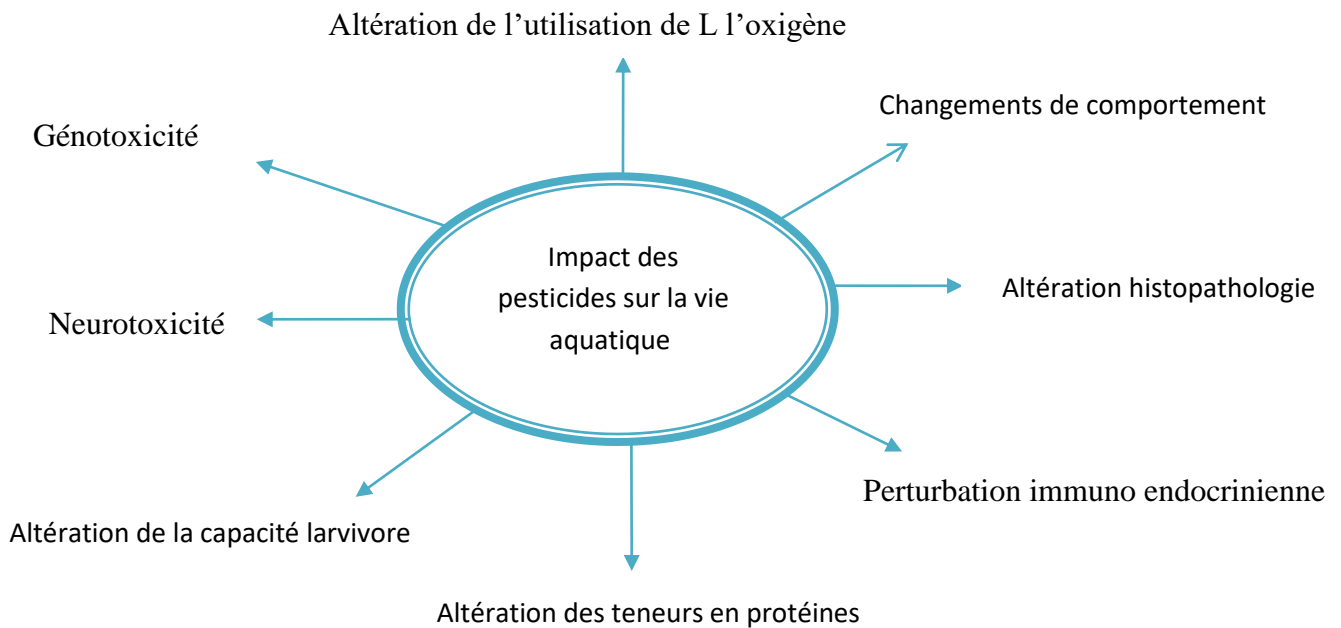 Altération de l’utilisation de L l’oxigène
Changements de comportement
Génotoxicité
Impact des
pesticides sur la vie
aquatique
Altération histopathologie
Neurotoxicité
Perturbation immuno endocrinienne
Altération de la capacité larvivore
Altération des teneurs en protéines